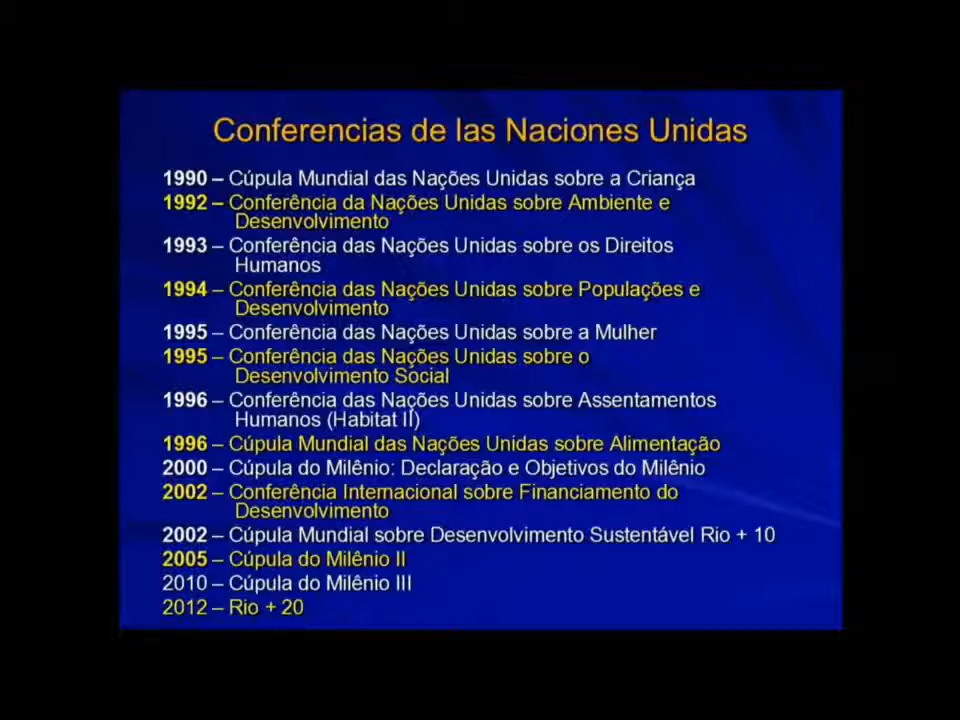 Conferencias de las Naciones Unidas
1990 – Cúpula Mundial das Nações Unidas sobre a Criança
1992 – Conferência da Nações Unidas sobre Ambiente e
Desenvolvimento
1993 – Conferência das Nações Unidas sobre os Direitos
Humanos
1994 – Conferência das Nações Unidas sobre Populações e
Desenvolvimento
1995 – Conferência das Nações Unidas sobre a Mulher
1995 – Conferência das Nações Unidas sobre o
Desenvolvimento Social
1996 – Conferência das Nações Unidas sobre Assentamentos
Humanos (Habitat II)
1996 – Cúpula Mundial das Nações Unidas sobre Alimentação
2000 – Cúpula do Milênio: Declaração e Objetivos do Milênio
2002 – Conferência Internacional sobre Financiamento do
Desenvolvimento
2002 – Cúpula Mundial sobre Desenvolvimento Sustentável Rio + 10
2005 – Cúpula do Milênio II
2010 – Cúpula do Milênio III
2012 – Rio + 20